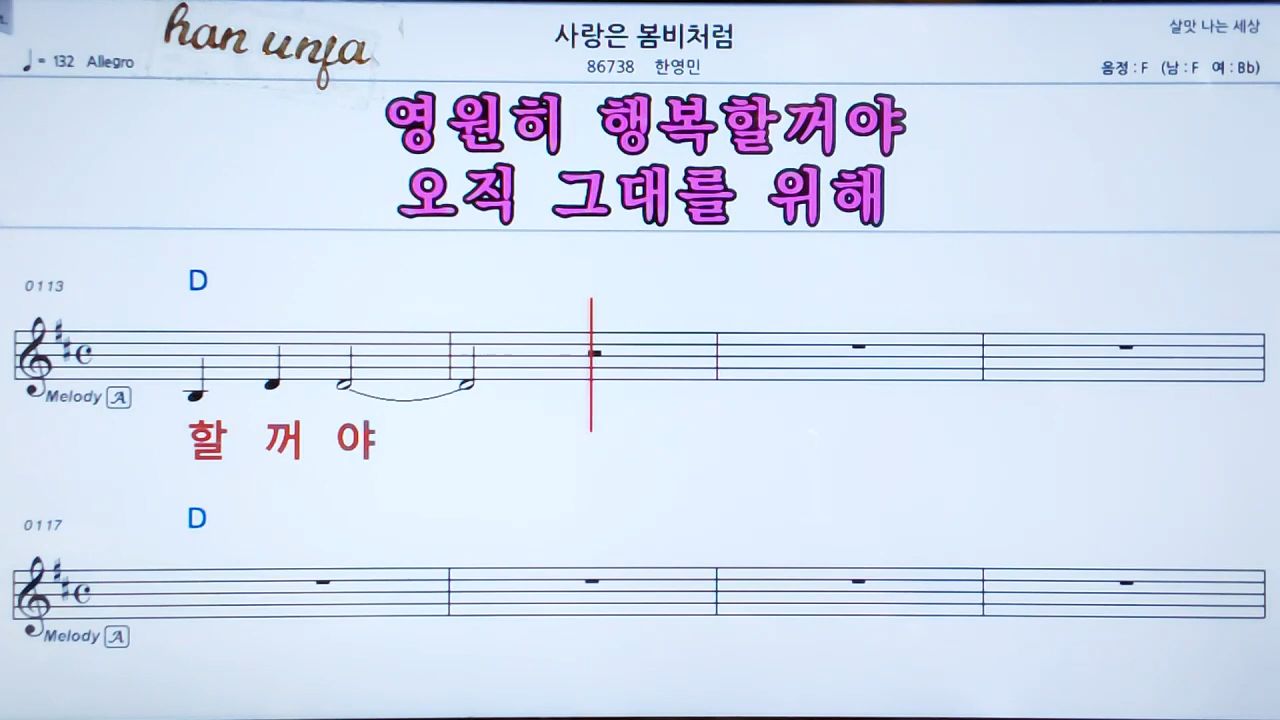 han unfa
사랑은 봄비처럼
살맛 나는 세상
♩ = 132 Allegro
86738 한영민
음정 : F (남 : F 여 : Bb)
영원히 행복할꺼야
오직 그대를 위해
0113
D
Melody A
할 꺼 야
0117
D
Melody A